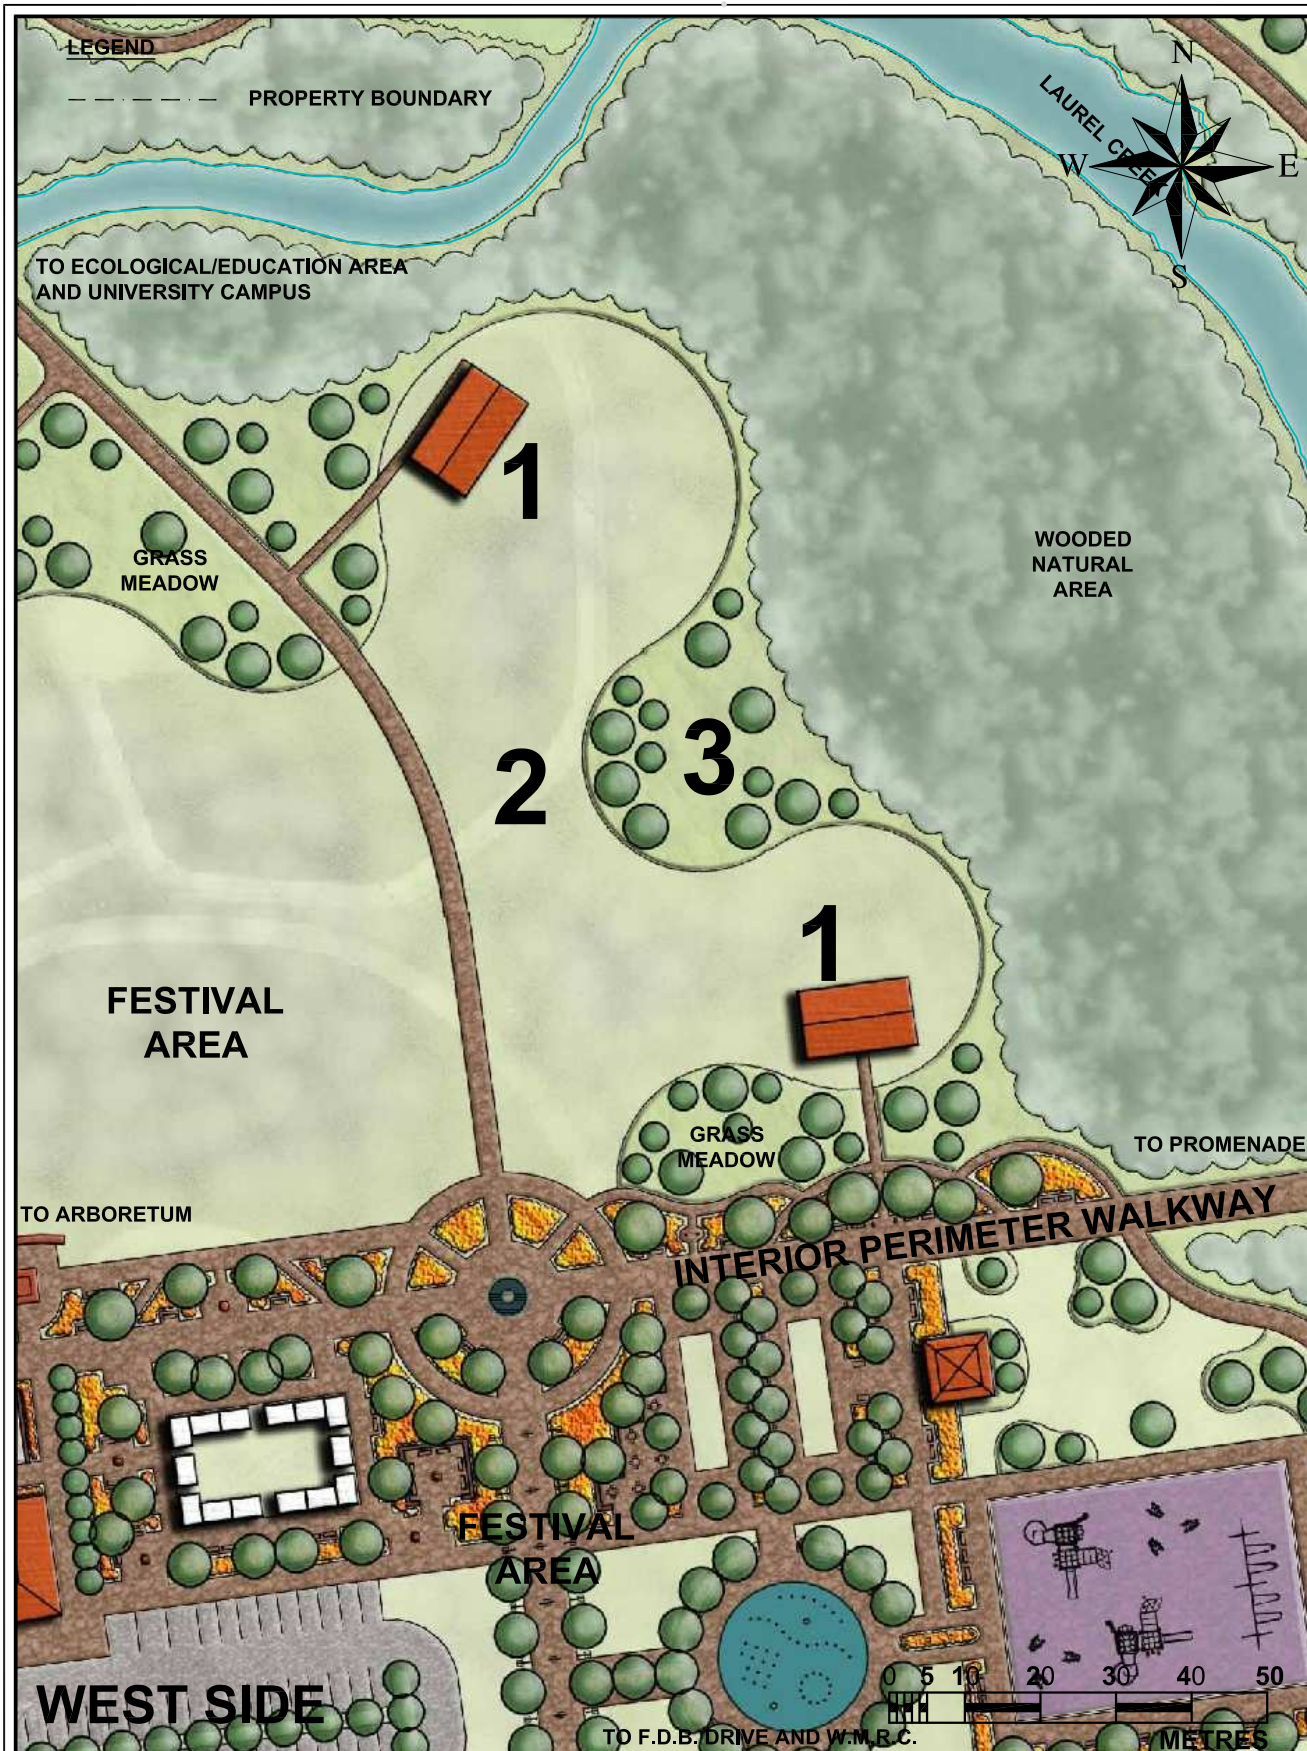 LEGEND
PROPERTY BOUNDARY
N
LAUREL CREEK
W
E
S
TO ECOLOGICAL/EDUCATION AREA
AND UNIVERSITY CAMPUS
1
WOODED
NATURAL
AREA
GRASS
MEADOW
2
3
1
FESTIVAL
AREA
GRASS
MEADOW
TO PROMENADE
TO ARBORETUM
INTERIOR PERIMETER WALKWAY
FESTIVAL
AREA
WEST SIDE
0 5 10 20 30 40 50
METRES
TO F.D.B. DRIVE AND W.M.R.C.